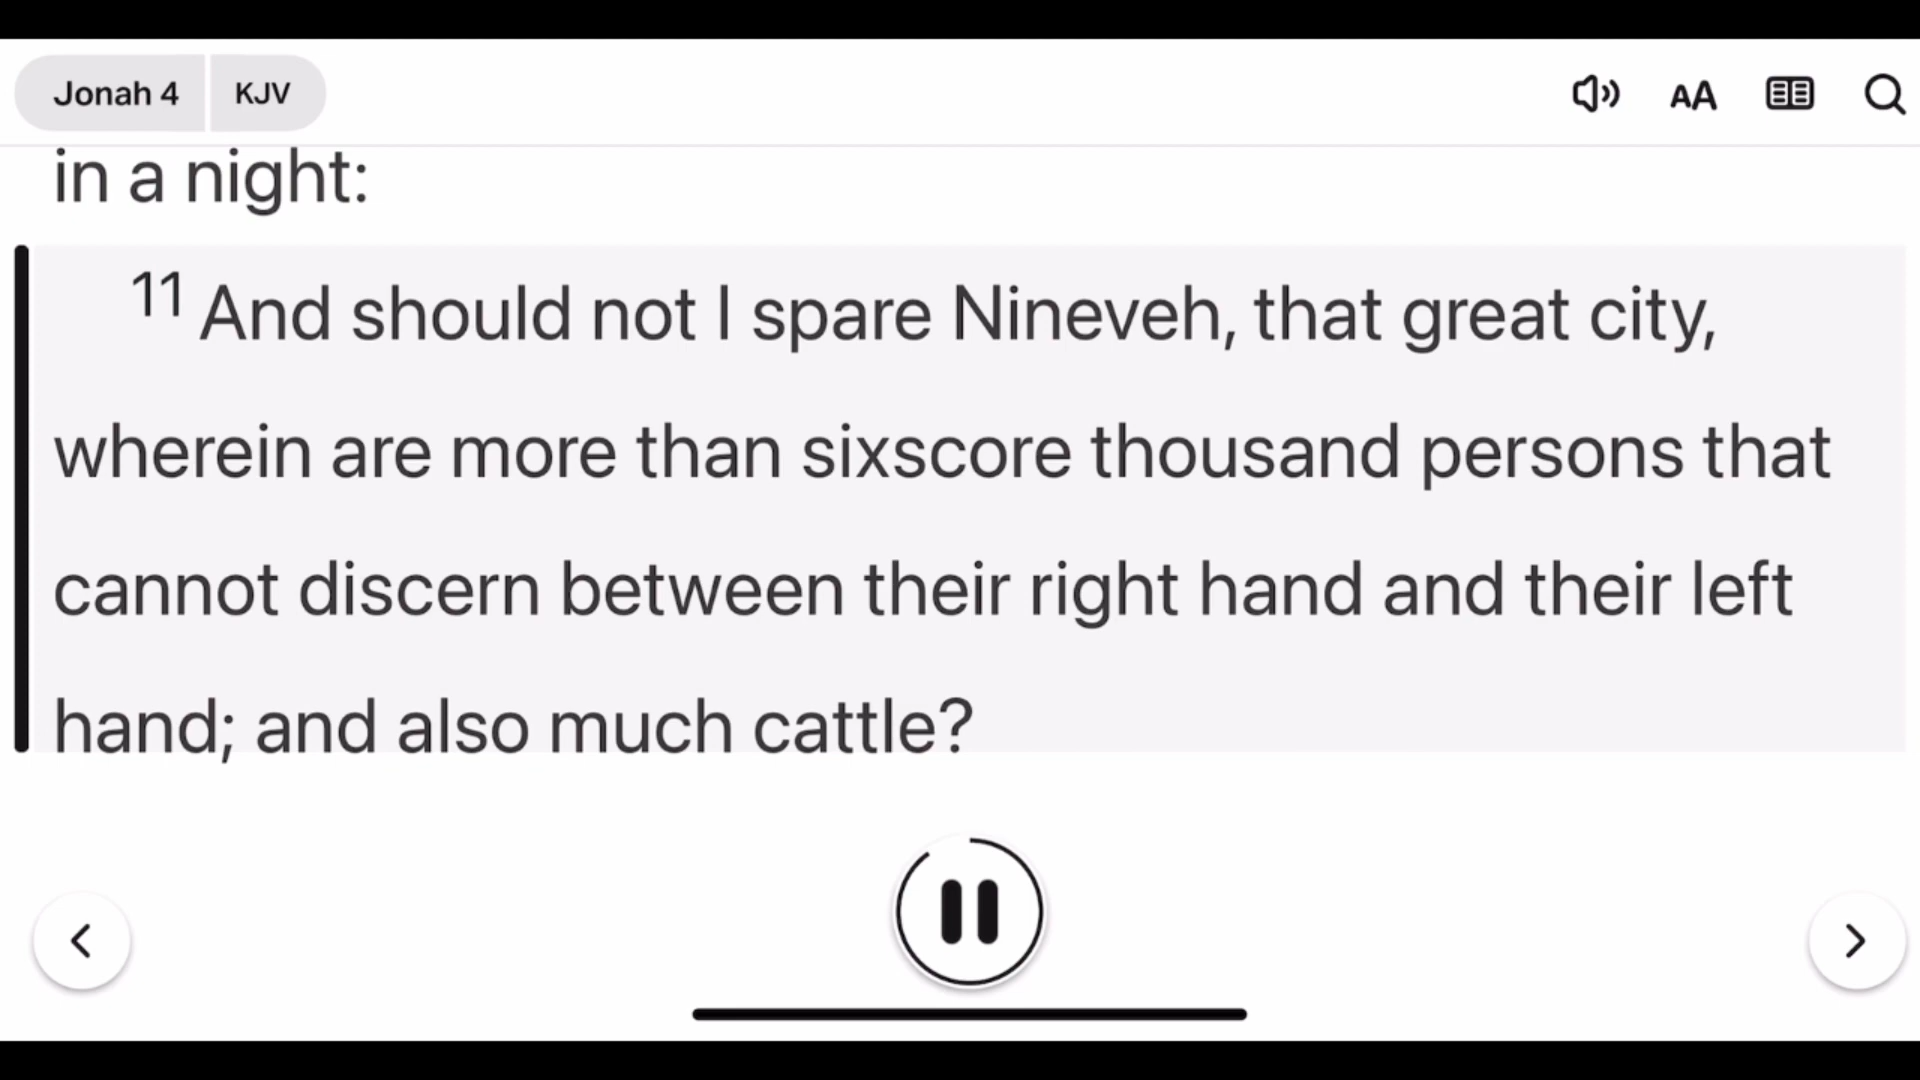 Jonah 4 KJV AA
in a night:
11 And should not I spare Nineveh, that great city,
wherein are more than sixscore thousand persons that
cannot discern between their right hand and their left
hand; and also much cattle?